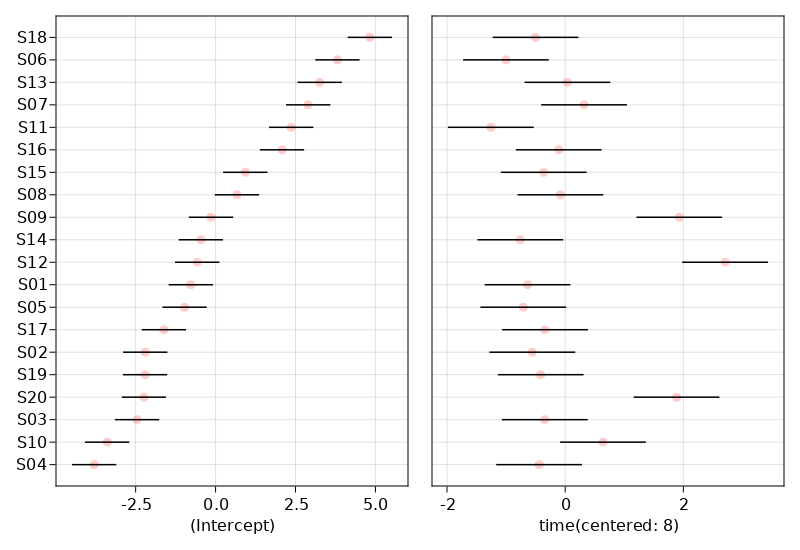 S18
S06
S13
S07
S11
S16
S15
S08
S09
S14
S12
S01
S05
S17
S02
S19
S20
S03
S10
S04
-2.5 0.0 2.5 5.0
(Intercept)
-2 0 2
time(centered: 8)